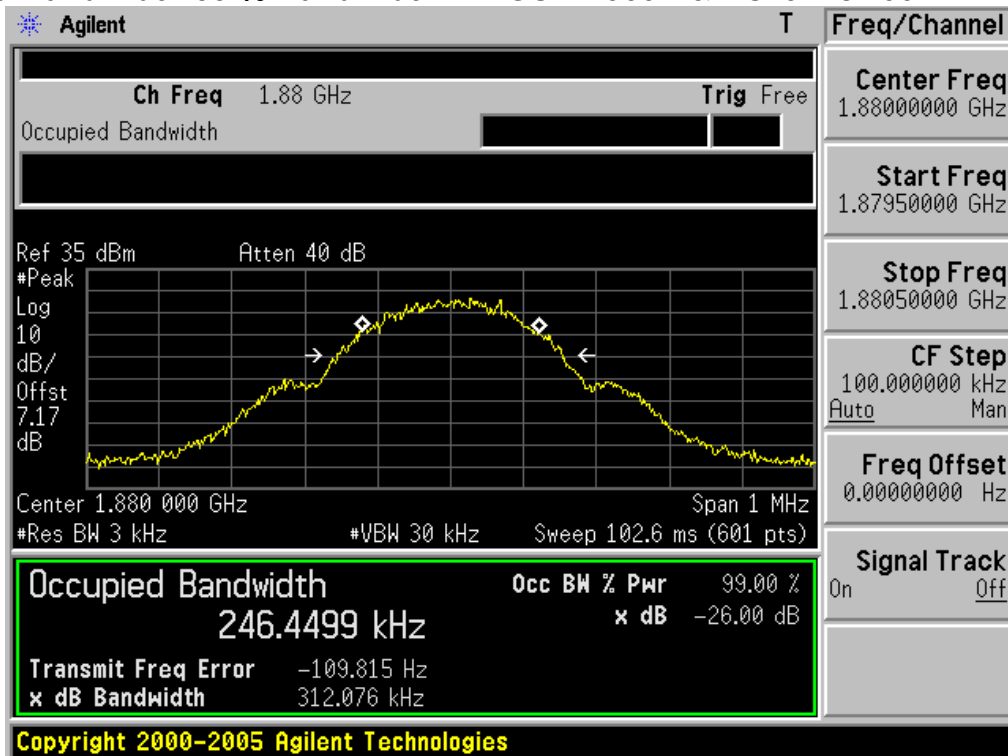 Agilent T
Freq/Channel
Ch Freq 1.88 GHz Trig Free
Occupied Bandwidth
Center Freq
1.88000000 GHz
Start Freq
1.87950000 GHz
Stop Freq
1.88050000 GHz
CF Step
100.000000 kHz
Auto Man
Freq Offset
0.00000000 Hz
Signal Track
On Off
Ref 35 dBm Atten 40 dB
#Peak
Log
10
dB/
Offst
7.17
dB
Center 1.880 000 GHz Span 1 MHz
#Res BW 3 kHz #VBW 30 kHz Sweep 102.6 ms (601 pts)
Occupied Bandwidth
246.4499 kHz
Occ BW % Pwr 99.00 %
x dB -26.00 dB
Transmit Freq Error -109.815 Hz
x dB Bandwidth 312.076 kHz
Copyright 2000-2005 Agilent Technologies